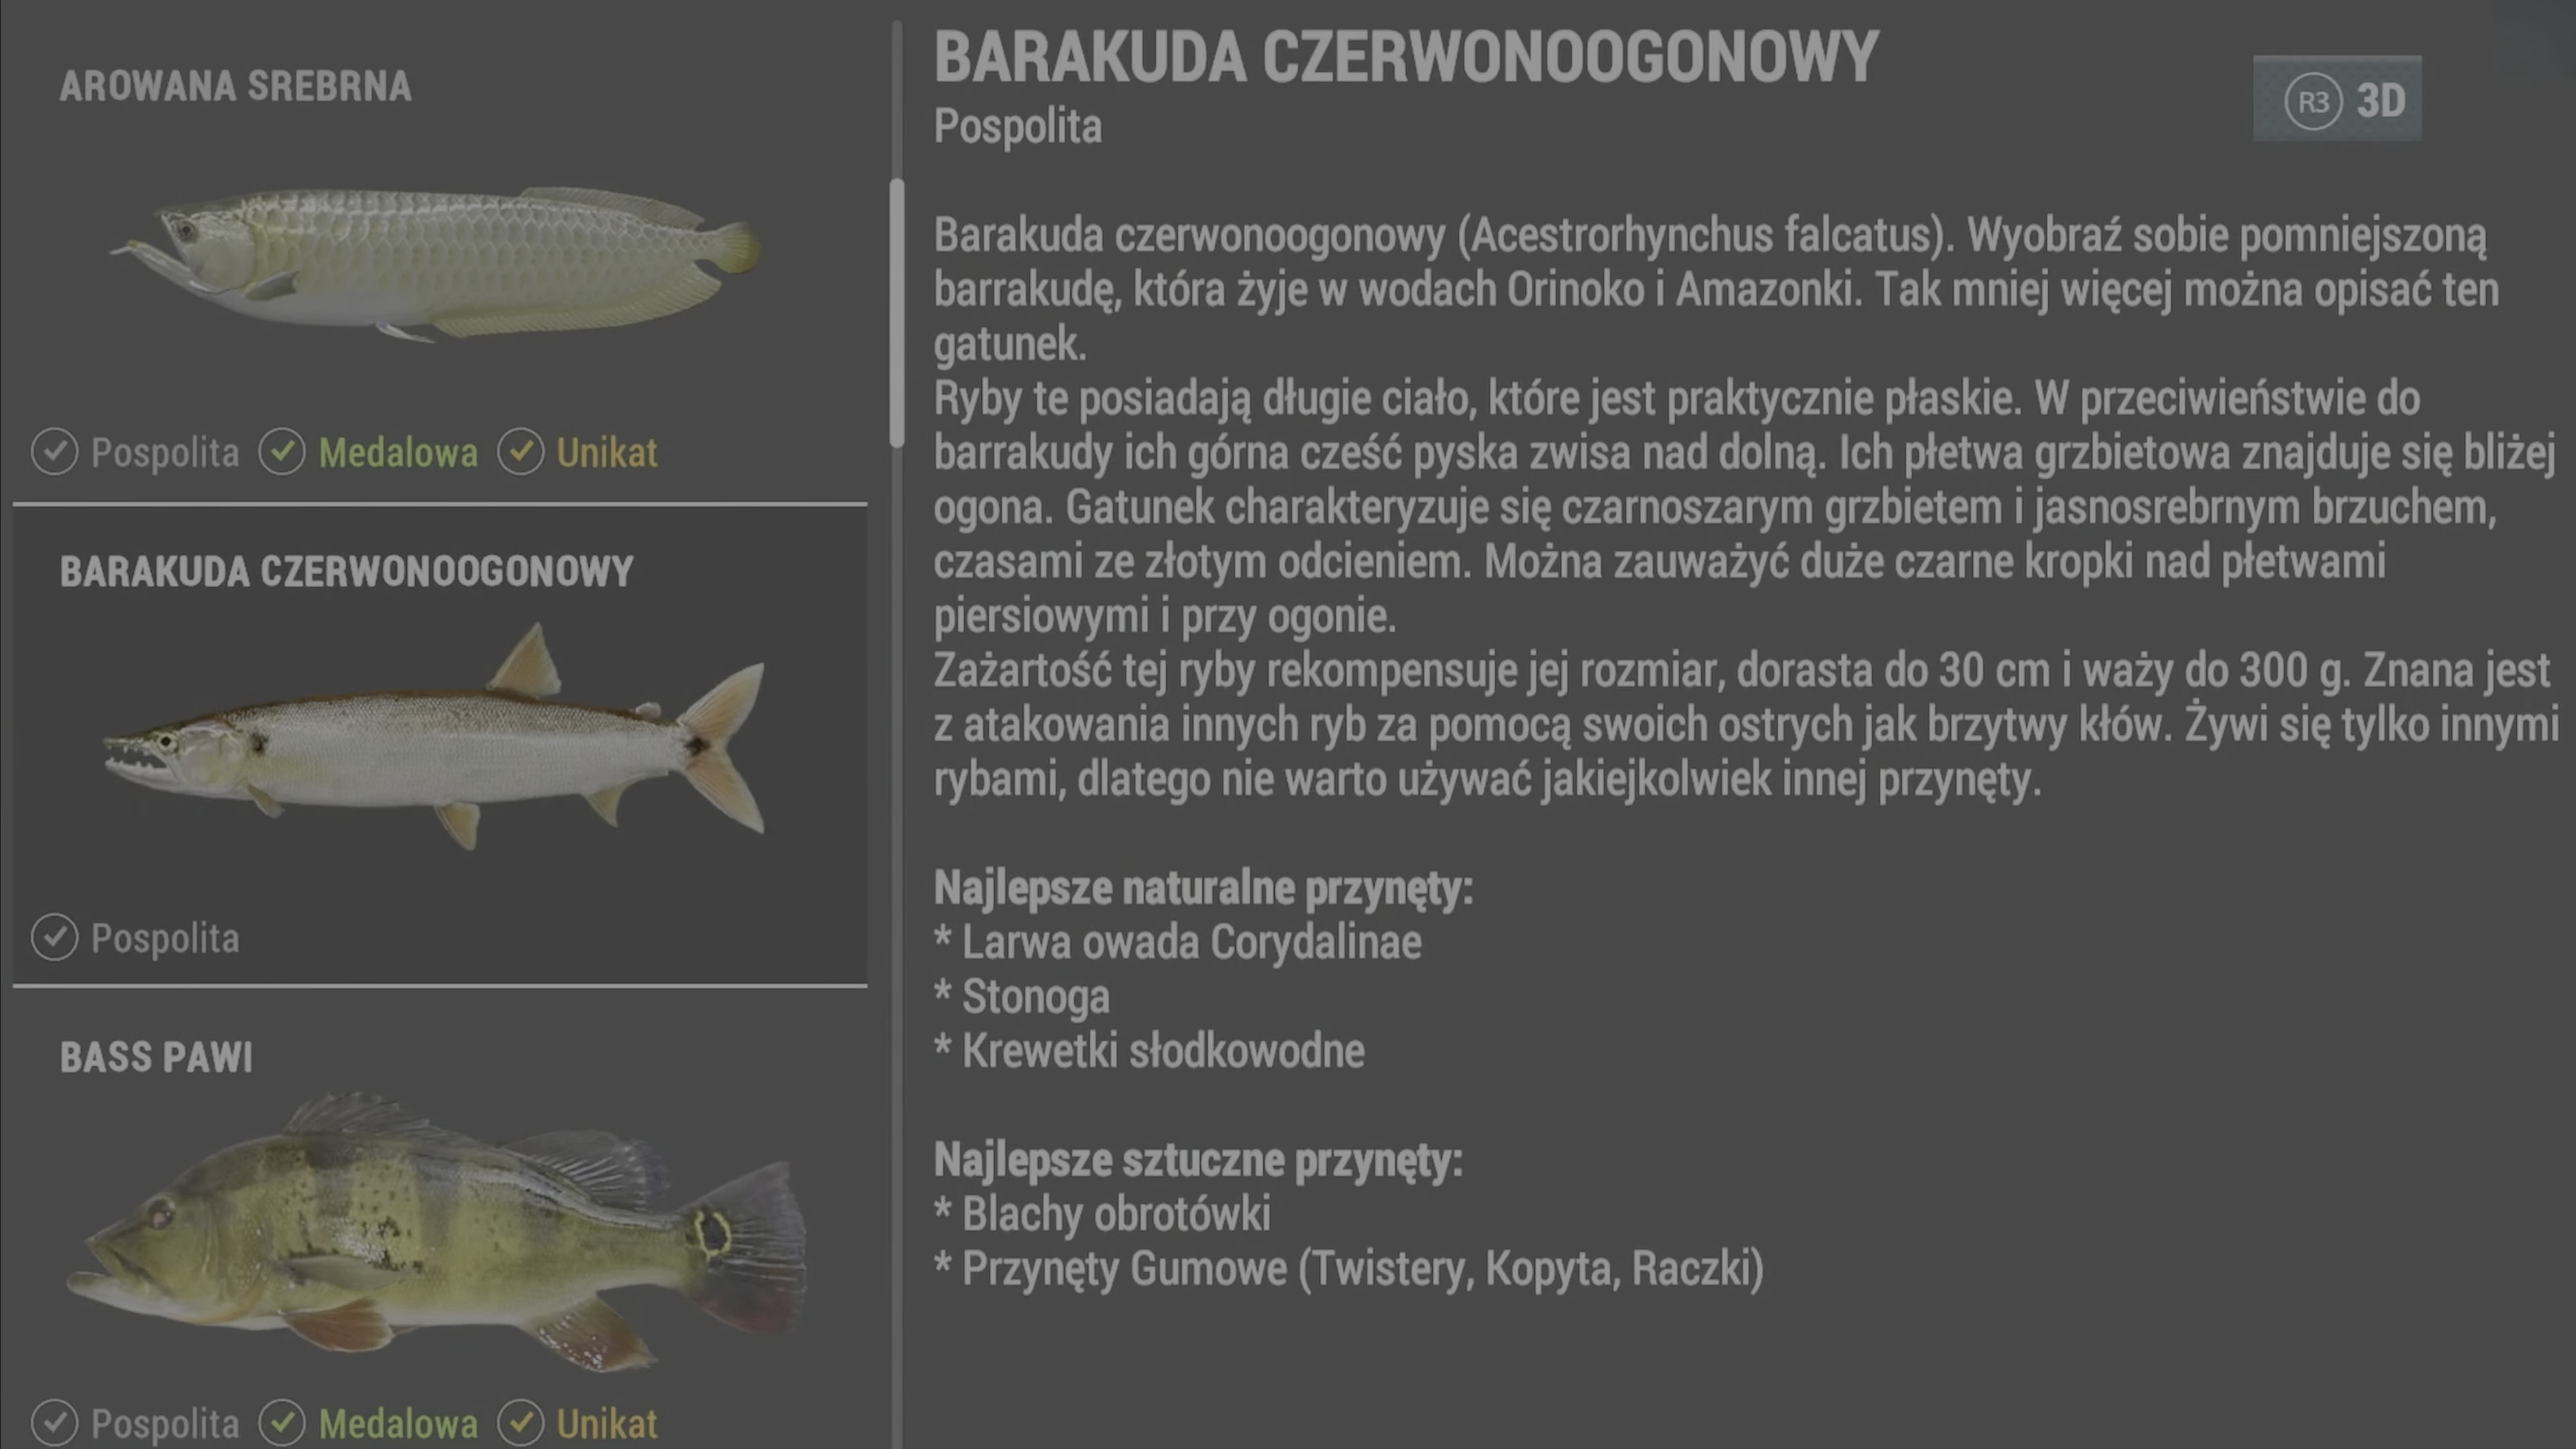 AROWANA SREBRNA
Pospolita Medalowa Unikat
BARAKUDA CZERWONOOGONOWY
Pospolita
BASS PAWI
Pospolita Medalowa Unikat
BARAKUDA CZERWONOOGONOWY
R3 3D
Pospolita
Barakuda czerwonoogonowy (Acestrorhynchus falcatus). Wyobraź sobie pomniejszoną
barrakudę, która żyje w wodach Orinoko i Amazonki. Tak mniej więcej można opisać ten
gatunek.
Ryby te posiadają długie ciało, które jest praktycznie płaskie. W przeciwieństwie do
barrakudy ich górna cześć pyska zwisa nad dolną. Ich płetwa grzbietowa znajduje się bliżej
ogona. Gatunek charakteryzuje się czarnoszarym grzbietem i jasnosrebrnym brzuchem,
czasami ze złotym odcieniem. Można zauważyć duże czarne kropki nad płetwami
piersiowymi i przy ogonie.
Zażartość tej ryby rekompensuje jej rozmiar, dorasta do 30 cm i waży do 300 g. Znana jest
z atakowania innych ryb za pomocą swoich ostrych jak brzytwy kłów. Żywi się tylko innymi
rybami, dlatego nie warto używać jakiejkolwiek innej przynęty.
Najlepsze naturalne przynęty:
* Larwa owada Corydalinae
* Stonoga
* Krewetki słodkowodne
Najlepsze sztuczne przynęty:
* Blachy obrotówki
* Przynęty Gumowe (Twistery, Kopyta, Raczki)